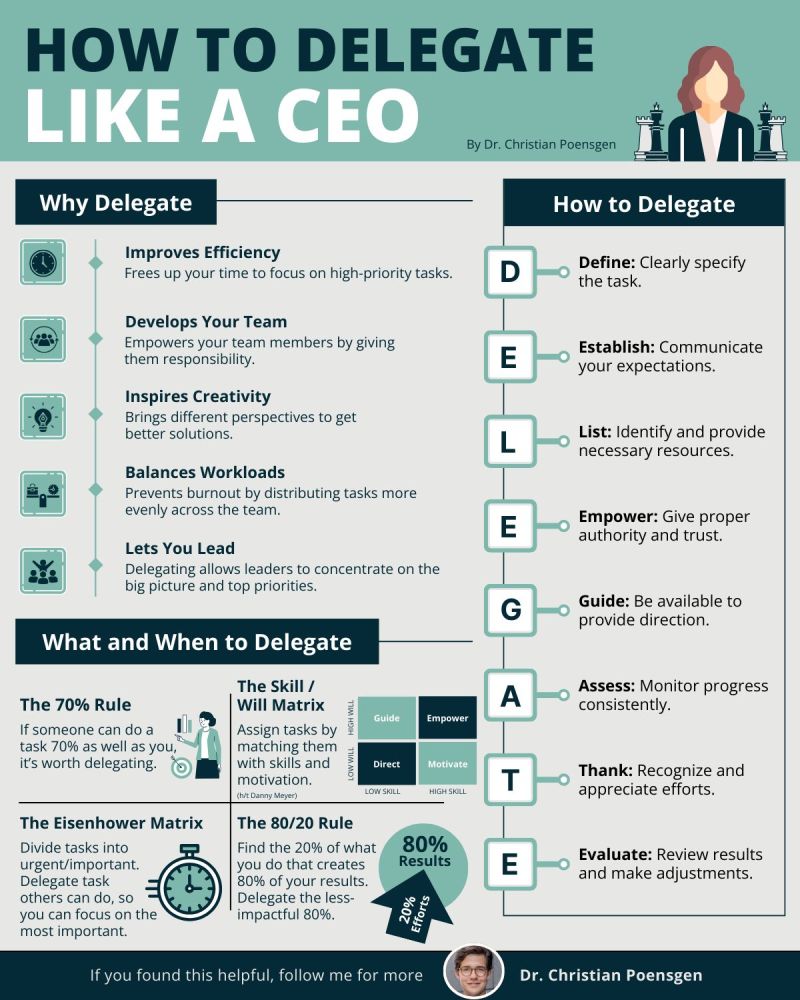 HOW TO DELEGATE
LIKE A CEO
By Dr. Christian Poensgen
Why Delegate
Improves Efficiency
Frees up your time to focus on high-priority tasks.
Develops Your Team
Empowers your team members by giving
them responsibility.
Inspires Creativity
Brings different perspectives to get
better solutions.
Balances Workloads
Prevents burnout by distributing tasks more
evenly across the team.
Lets You Lead
Delegating allows leaders to concentrate on the
big picture and top priorities.
What and When to Delegate
The 70% Rule
If someone can do a
task 70% as well as you,
it’s worth delegating.
The Skill /
Will Matrix
Assign tasks by
matching them
with skills and
motivation.
(h/t Danny Meyer)
HIGH WILL
Guide
Empower
LOW WILL
Direct
Motivate
LOW SKILL
HIGH SKILL
The Eisenhower Matrix
Divide tasks into
urgent/important.
Delegate task
others can do, so
you can focus on the
most important.
The 80/20 Rule
Find the 20% of what
you do that creates
80% of your results.
Delegate the less-
impactful 80%.
80%
Results
20%
Efforts
How to Delegate
D
Define: Clearly specify
the task.
E
Establish: Communicate
your expectations.
L
List: Identify and provide
necessary resources.
E
Empower: Give proper
authority and trust.
G
Guide: Be available to
provide direction.
A
Assess: Monitor progress
consistently.
T
Thank: Recognize and
appreciate efforts.
E
Evaluate: Review results
and make adjustments.
If you found this helpful, follow me for more
Dr. Christian Poensgen